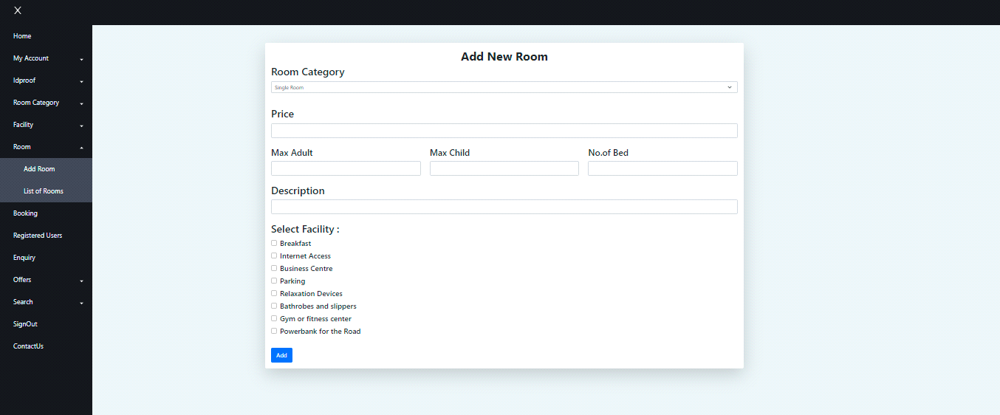 X
Home
My Account
Idproof
Room Category
Facility
Room
Add Room
List of Rooms
Booking
Registered Users
Enquiry
Offers
Search
SignOut
ContactUs
Add New Room
Room Category
Single Room
Price
Max Adult Max Child No.of Bed
Description
Select Facility :
Breakfast
Internet Access
Business Centre
Parking
Relaxation Devices
Bathrobes and slippers
Gym or fitness center
Powerbank for the Road
Add